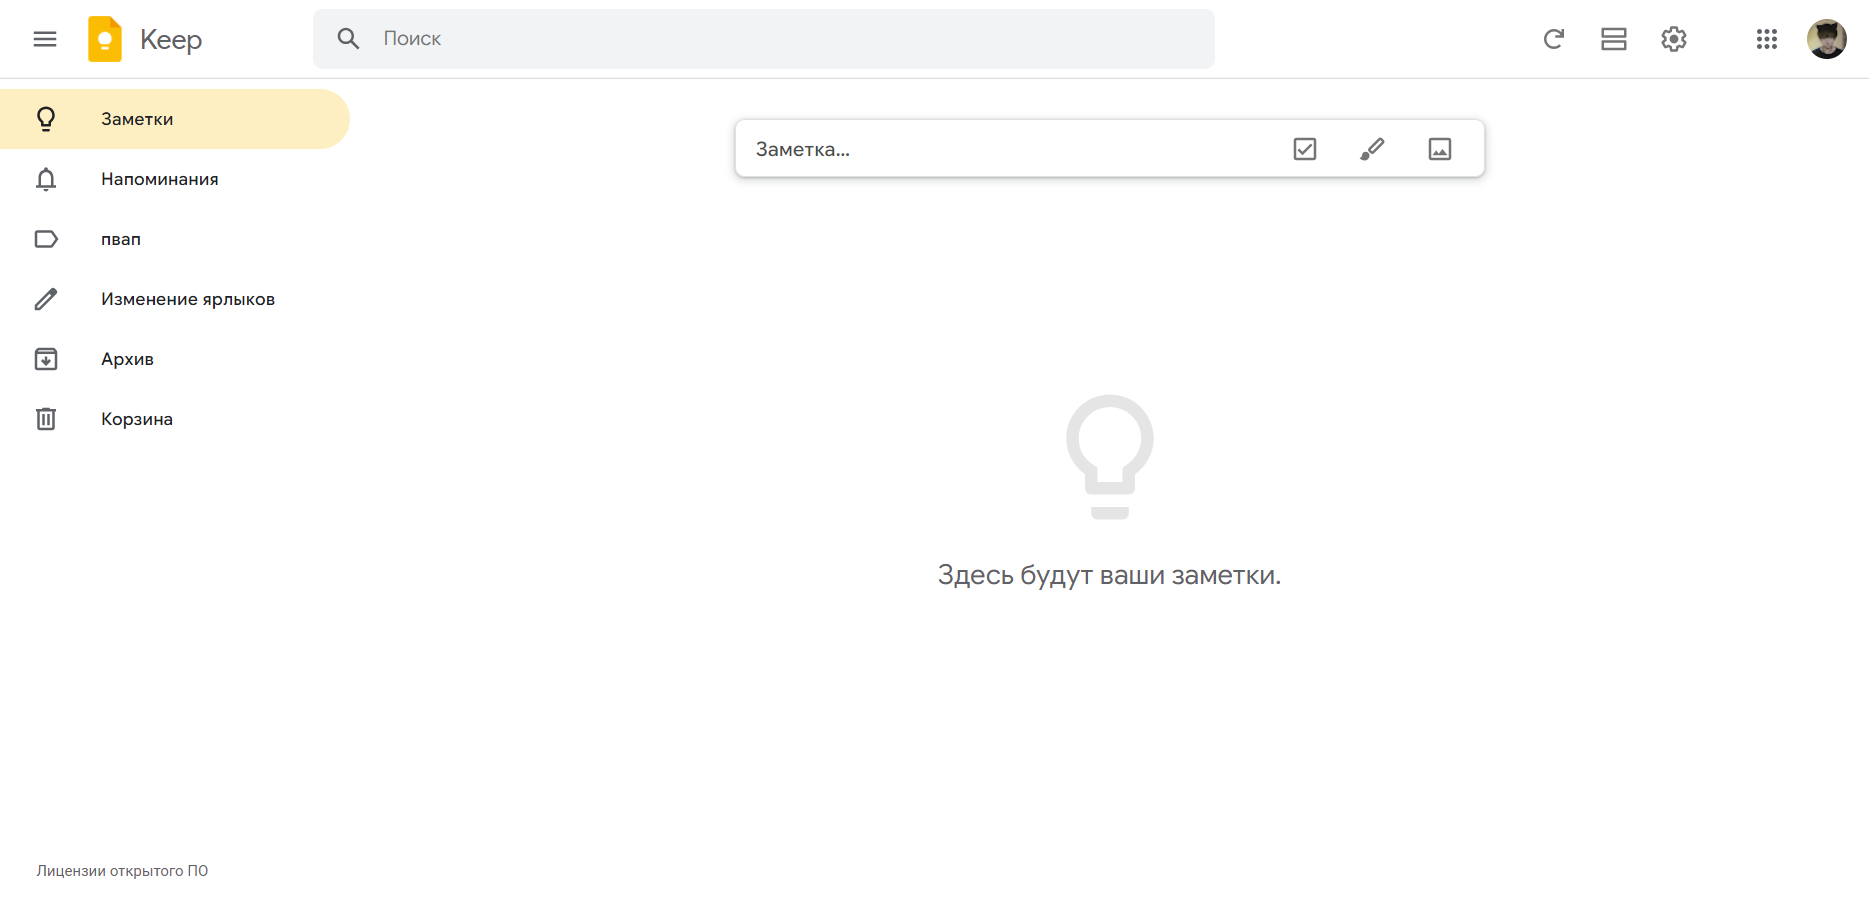 Keep
Поиск
Заметки
Напоминания
пвап
Изменение ярлыков
Архив
Корзина
Заметка...
Здесь будут ваши заметки.
Лицензии открытого ПО